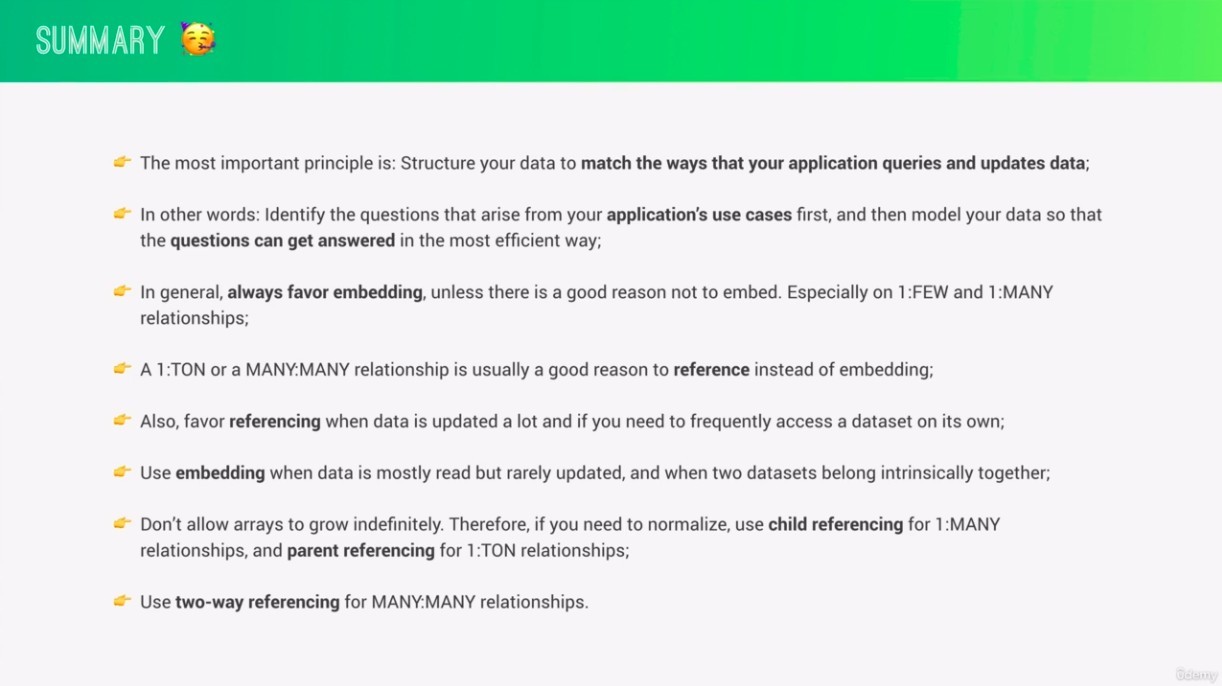 SUMMARY 🥳
👉 The most important principle is: Structure your data to match the ways that your application queries and updates data;
👉 In other words: Identify the questions that arise from your application’s use cases first, and then model your data so that
the questions can get answered in the most efficient way;
👉 In general, always favor embedding, unless there is a good reason not to embed. Especially on 1:FEW and 1:MANY
relationships;
👉 A 1:TON or a MANY:MANY relationship is usually a good reason to reference instead of embedding;
👉 Also, favor referencing when data is updated a lot and if you need to frequently access a dataset on its own;
👉 Use embedding when data is mostly read but rarely updated, and when two datasets belong intrinsically together;
👉 Don’t allow arrays to grow indefinitely. Therefore, if you need to normalize, use child referencing for 1:MANY
relationships, and parent referencing for 1:TON relationships;
👉 Use two-way referencing for MANY:MANY relationships.
Udemy